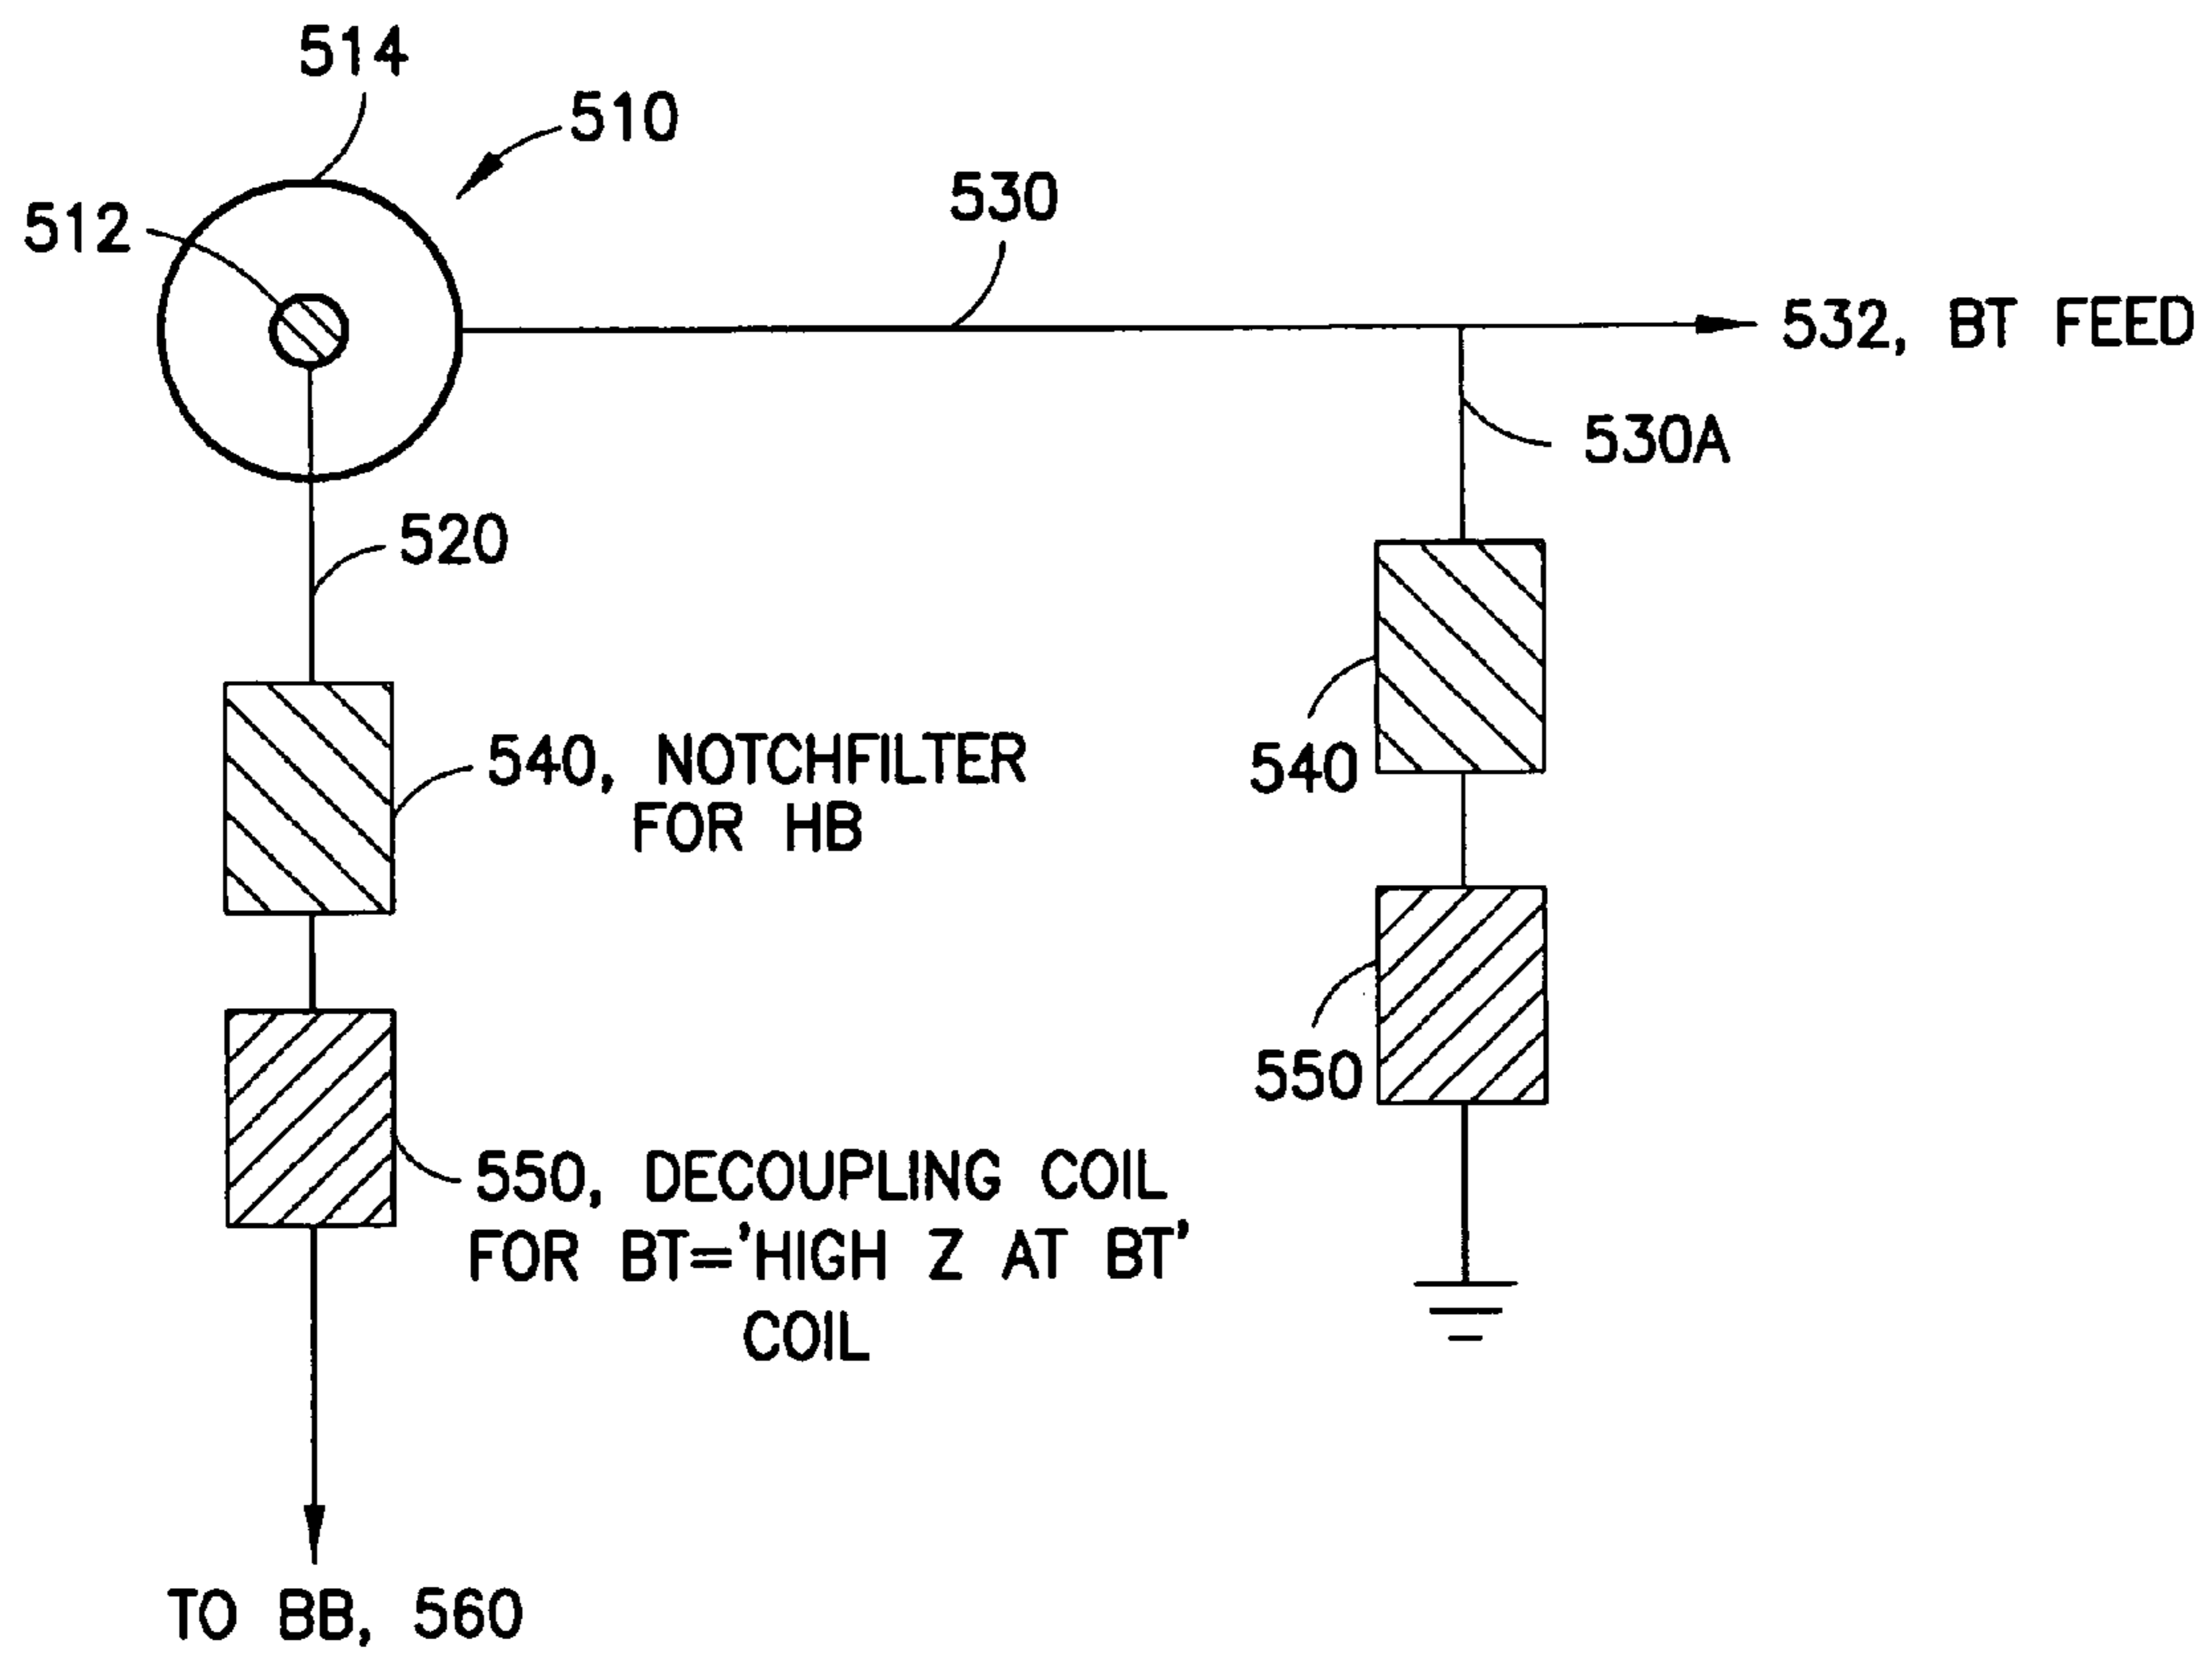 514
510
512
530
532, BT FEED
530A
520
540, NOTCHFILTER
FOR HB
540
550
550, DECOUPLING COIL
FOR BT='HIGH Z AT BT'
COIL
TO BB, 560